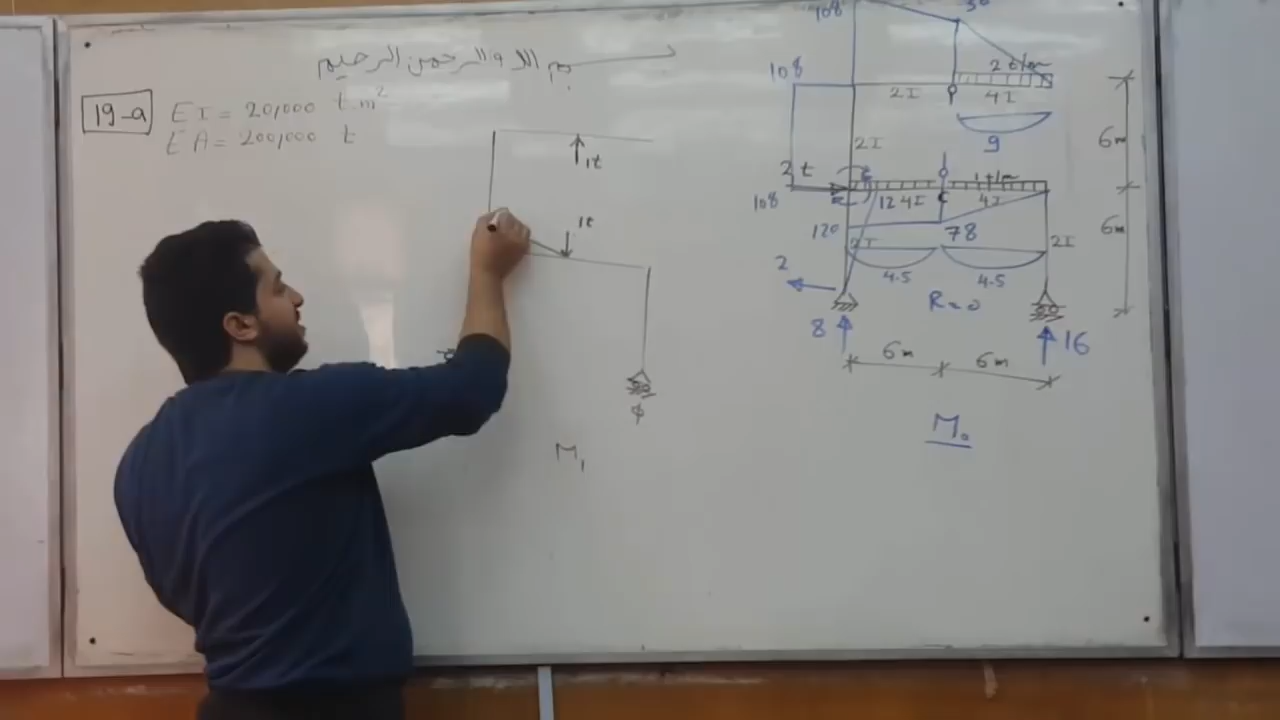 بسم الله الرحمن الرحيم
19-a
EI = 20,000 t.m²
EA = 200,000 t
1t
1t
M₁
108
36
108
2 t/m
2I
4I
9
6m
2I
2 t
1 t/m
108
12
4I
4I
120
78
6m
2I
2I
4.5
4.5
2
R=0
8
16
6m
6m
M₀